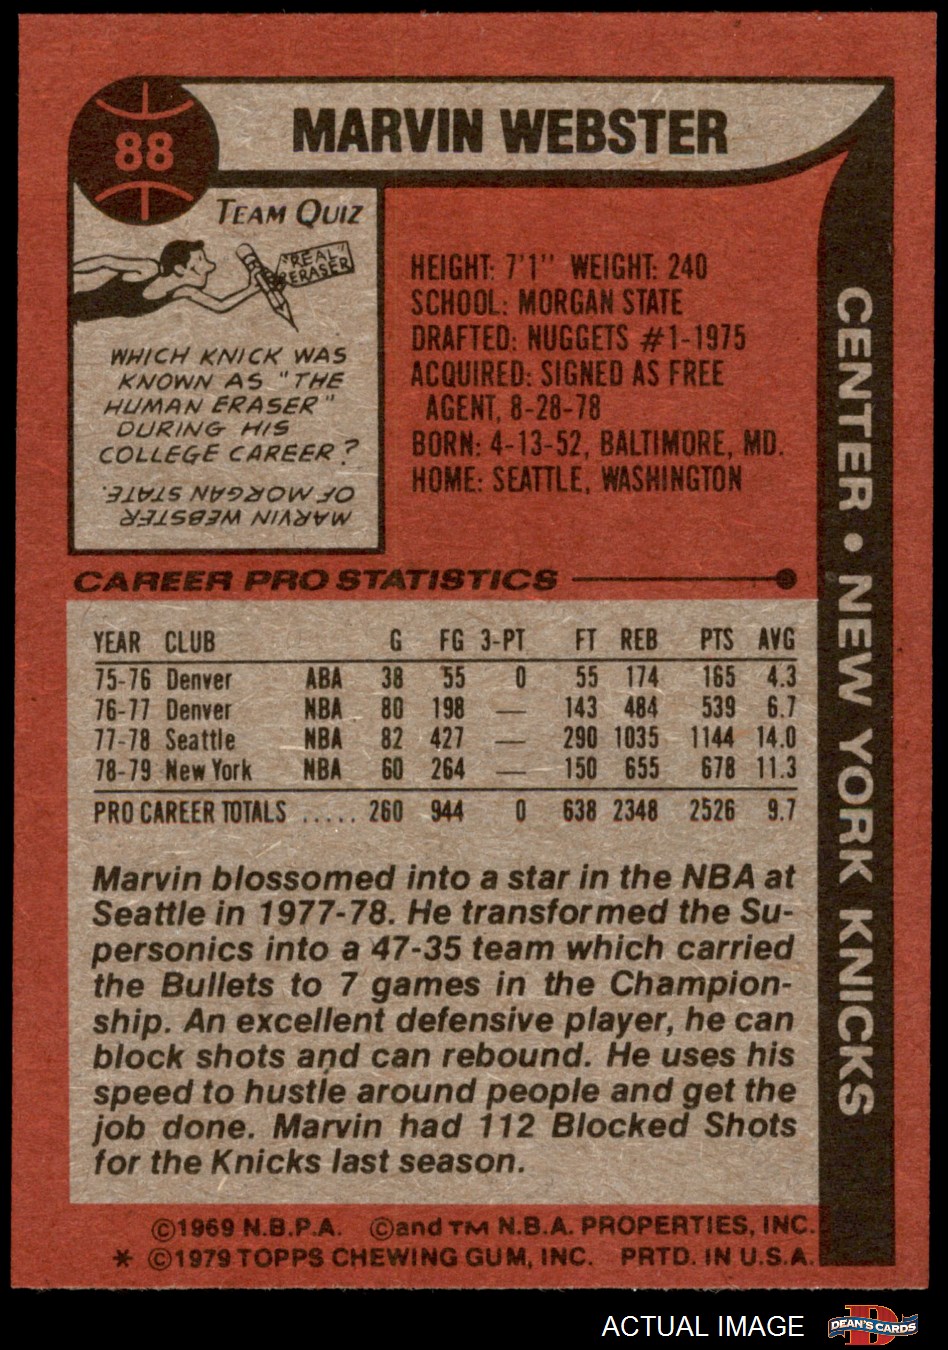 88
MARVIN WEBSTER
TEAM QUIZ
"REAL"
ERASER
WHICH KNICK WAS
KNOWN AS "THE
HUMAN ERASER"
DURING HIS
COLLEGE CAREER?
MARVIN WEBSTER
OF MORGAN STATE.
HEIGHT: 7'1" WEIGHT: 240
SCHOOL: MORGAN STATE
DRAFTED: NUGGETS #1-1975
ACQUIRED: SIGNED AS FREE
AGENT, 8-28-78
BORN: 4-13-52, BALTIMORE, MD.
HOME: SEATTLE, WASHINGTON
CENTER • NEW YORK KNICKS
CAREER PRO STATISTICS
YEAR CLUB G FG 3-PT FT REB PTS AVG
75-76 Denver ABA 38 55 0 55 174 165 4.3
76-77 Denver NBA 80 198 — 143 484 539 6.7
77-78 Seattle NBA 82 427 — 290 1035 1144 14.0
78-79 New York NBA 60 264 — 150 655 678 11.3
PRO CAREER TOTALS ..... 260 944 0 638 2348 2526 9.7
Marvin blossomed into a star in the NBA at
Seattle in 1977-78. He transformed the Su-
personics into a 47-35 team which carried
the Bullets to 7 games in the Champion-
ship. An excellent defensive player, he can
block shots and can rebound. He uses his
speed to hustle around people and get the
job done. Marvin had 112 Blocked Shots
for the Knicks last season.
©1969 N.B.P.A. ©and TM N.B.A. PROPERTIES, INC.
* ©1979 TOPPS CHEWING GUM, INC. PRTD. IN U.S.A.
ACTUAL IMAGE
DEAN'S CARDS